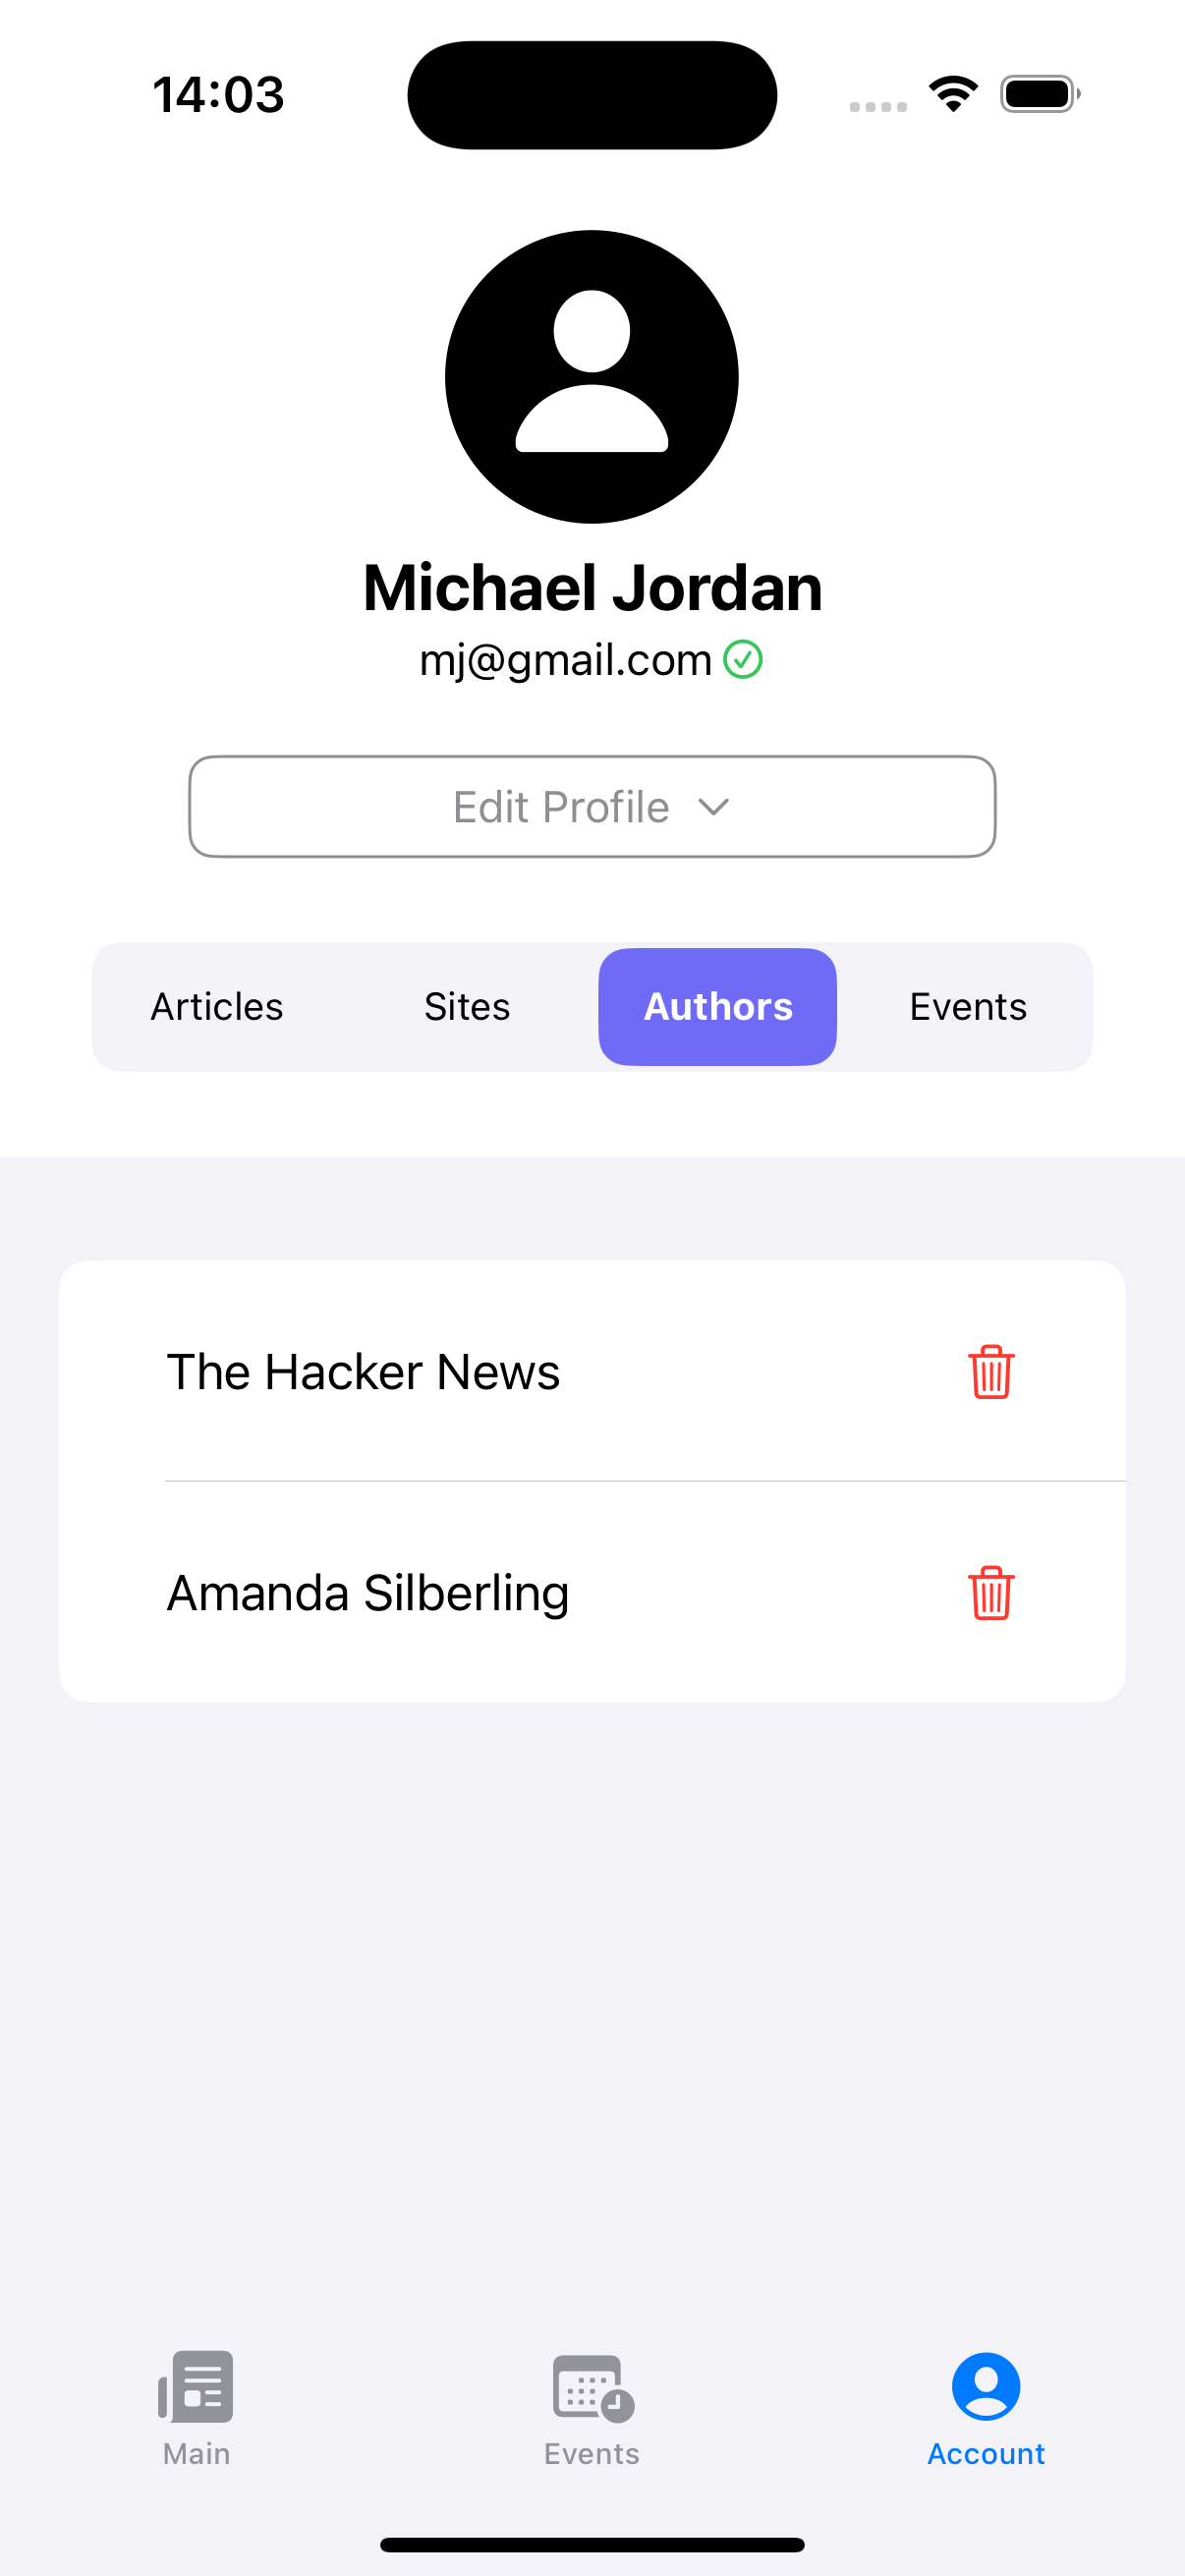 14:03
Michael Jordan
mj@gmail.com
Edit Profile
Articles Sites Authors Events
The Hacker News
Amanda Silberling
Main Events Account